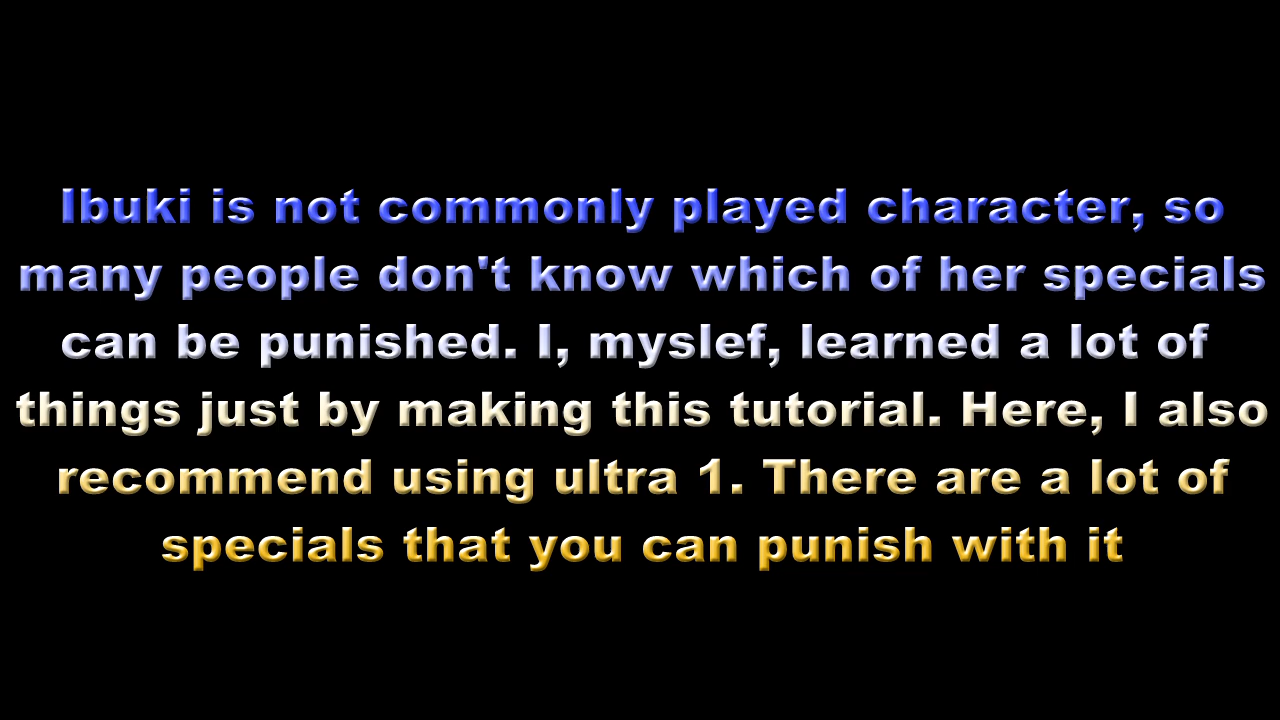 Ibuki is not commonly played character, so
many people don't know which of her specials
can be punished. I, myslef, learned a lot of
things just by making this tutorial. Here, I also
recommend using ultra 1. There are a lot of
specials that you can punish with it